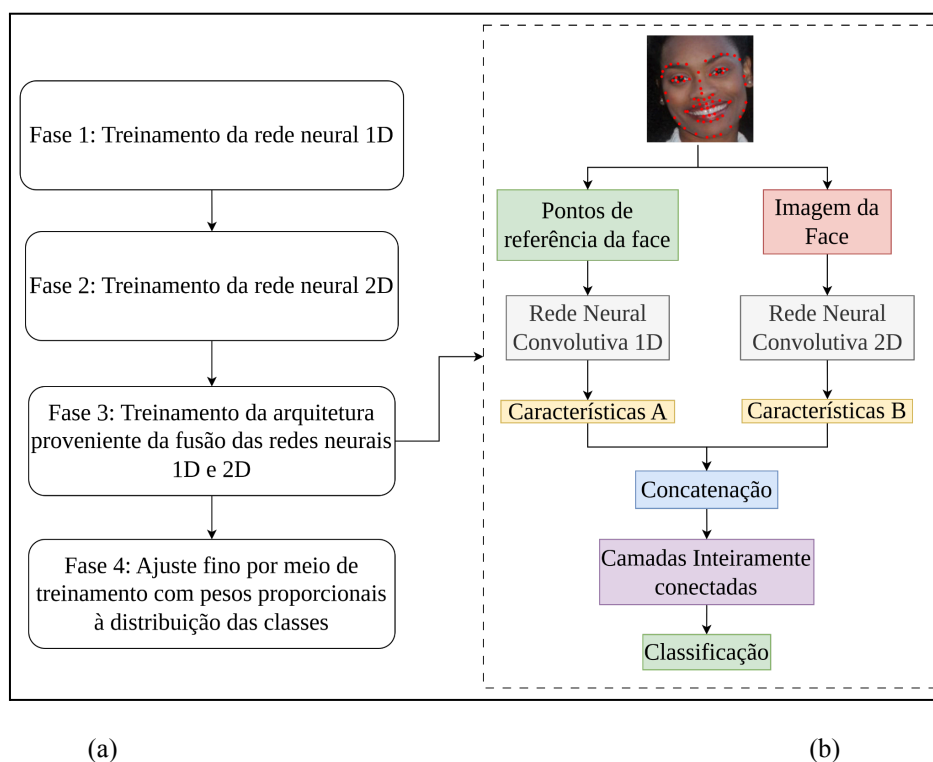 Fase 1: Treinamento da rede neural 1D
Fase 2: Treinamento da rede neural 2D
Fase 3: Treinamento da arquitetura
proveniente da fusão das redes neurais
1D e 2D
Fase 4: Ajuste fino por meio de
treinamento com pesos proporcionais
à distribuição das classes
Pontos de
referência da face
Imagem da
Face
Rede Neural
Convolutiva 1D
Rede Neural
Convolutiva 2D
Características A
Características B
Concatenação
Camadas Inteiramente
conectadas
Classificação
(a)
(b)